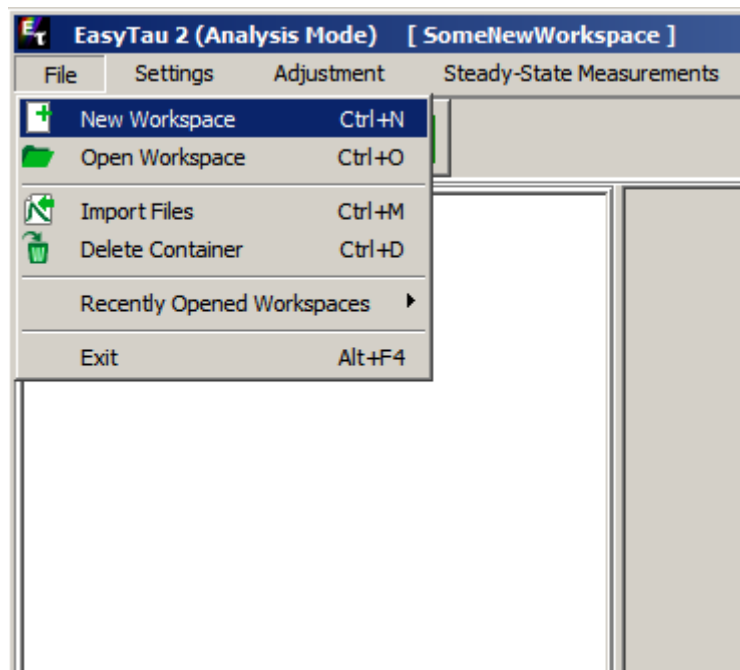 Eτ EasyTau 2 (Analysis Mode) [ SomeNewWorkspace ]
File Settings Adjustment Steady-State Measurements
New Workspace Ctrl+N
Open Workspace Ctrl+O
Import Files Ctrl+M
Delete Container Ctrl+D
Recently Opened Workspaces
Exit Alt+F4